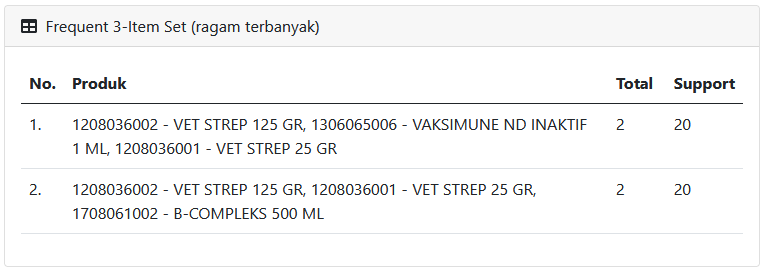 Frequent 3-Item Set (ragam terbanyak)
No. Produk Total Support
1. 1208036002 - VET STREP 125 GR, 1306065006 - VAKSIMUNE ND INAKTIF 2 20
1 ML, 1208036001 - VET STREP 25 GR
2. 1208036002 - VET STREP 125 GR, 1208036001 - VET STREP 25 GR, 2 20
1708061002 - B-COMPLEKS 500 ML